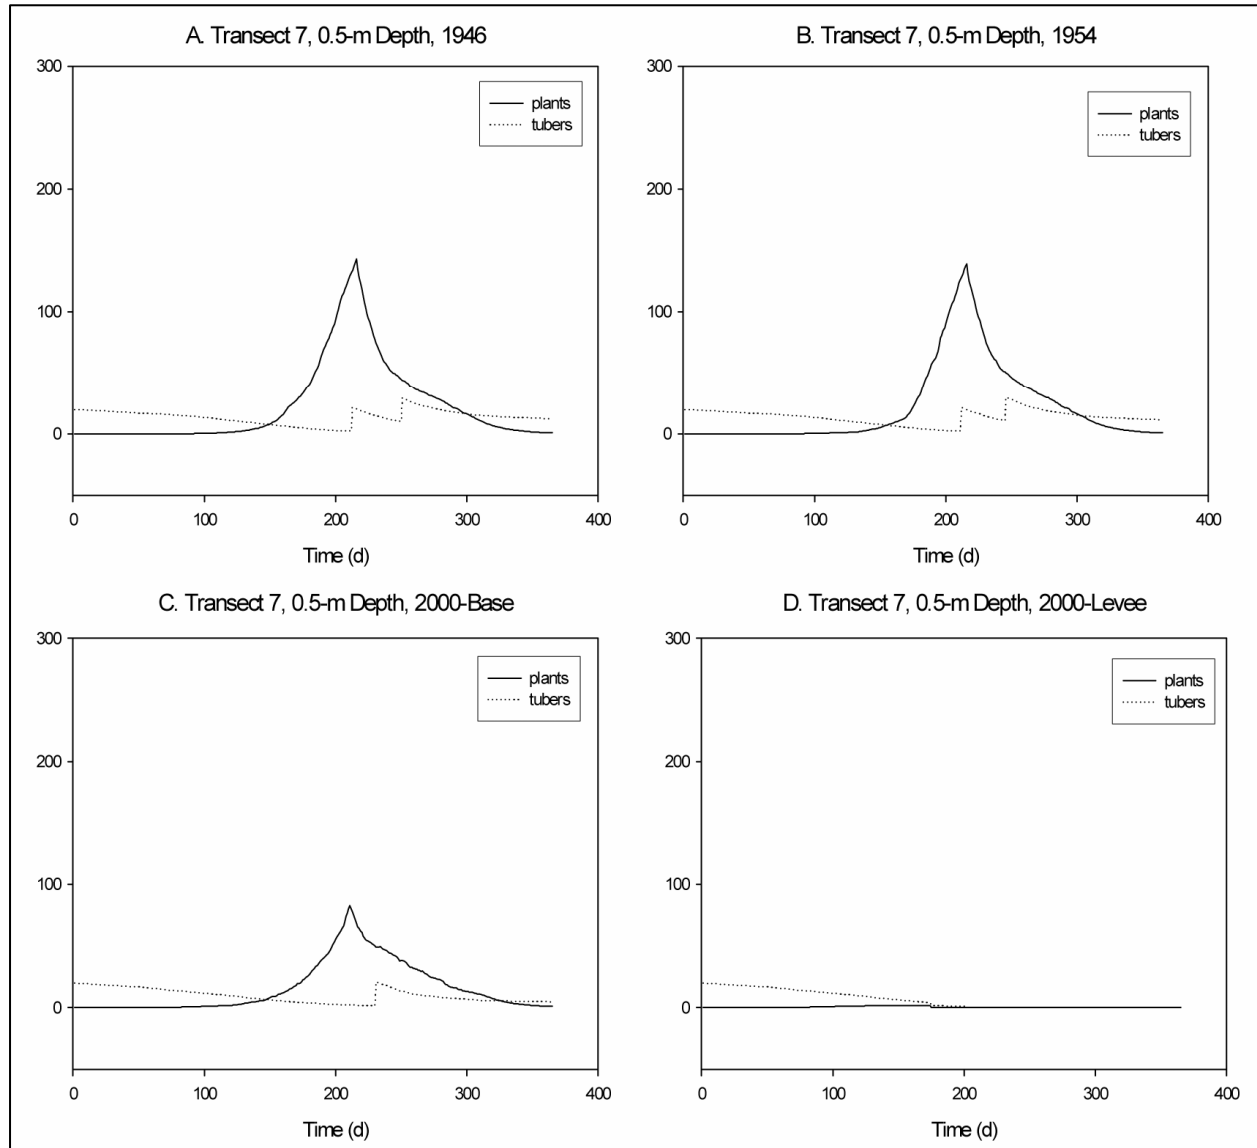 A. Transect 7, 0.5-m Depth, 1946
300
200
100
0
plants
tubers
0 100 200 300 400
Time (d)
B. Transect 7, 0.5-m Depth, 1954
300
200
100
0
plants
tubers
0 100 200 300 400
Time (d)
C. Transect 7, 0.5-m Depth, 2000-Base
300
200
100
0
plants
tubers
0 100 200 300 400
Time (d)
D. Transect 7, 0.5-m Depth, 2000-Levee
300
200
100
0
plants
tubers
0 100 200 300 400
Time (d)